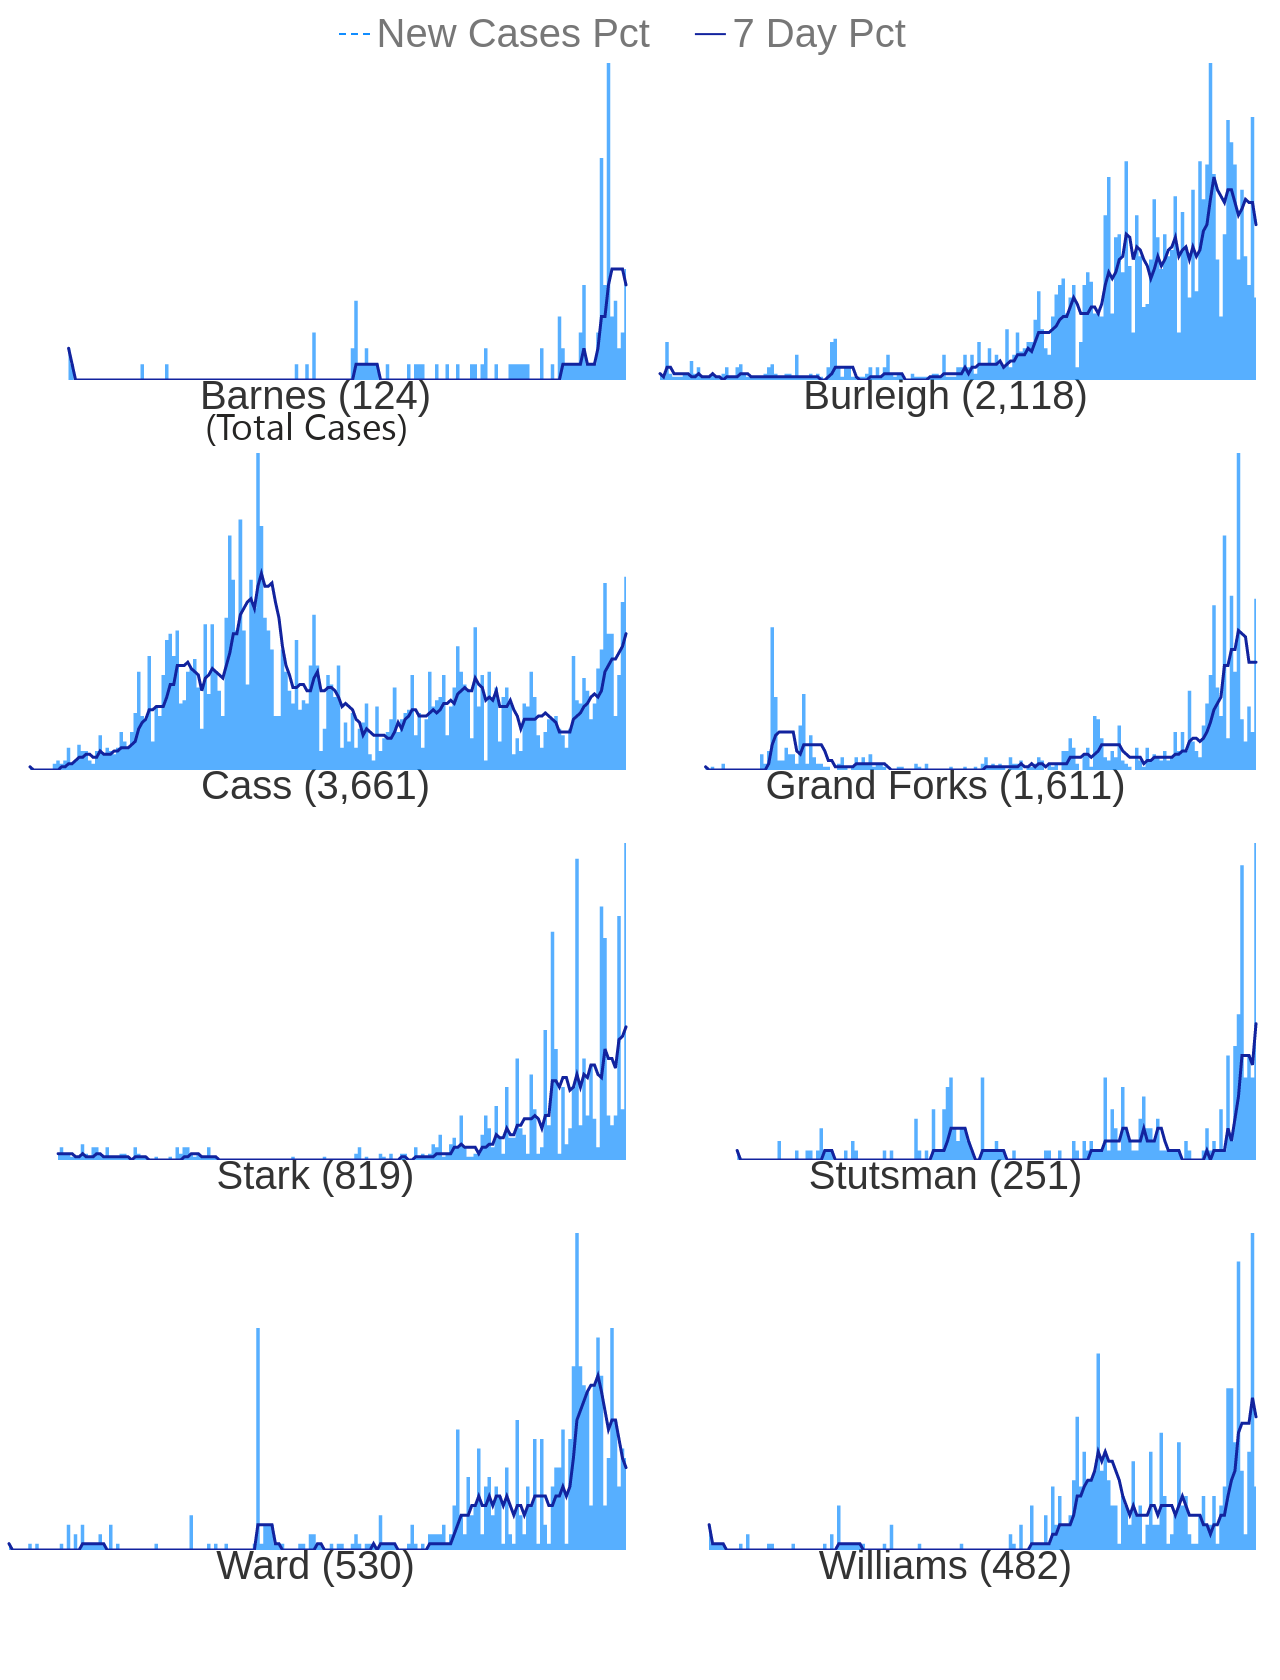 New Cases Pct 7 Day Pct
Barnes (124) Burleigh (2,118)
(Total Cases)
Cass (3,661) Grand Forks (1,611)
Stark (819) Stutsman (251)
Ward (530) Williams (482)